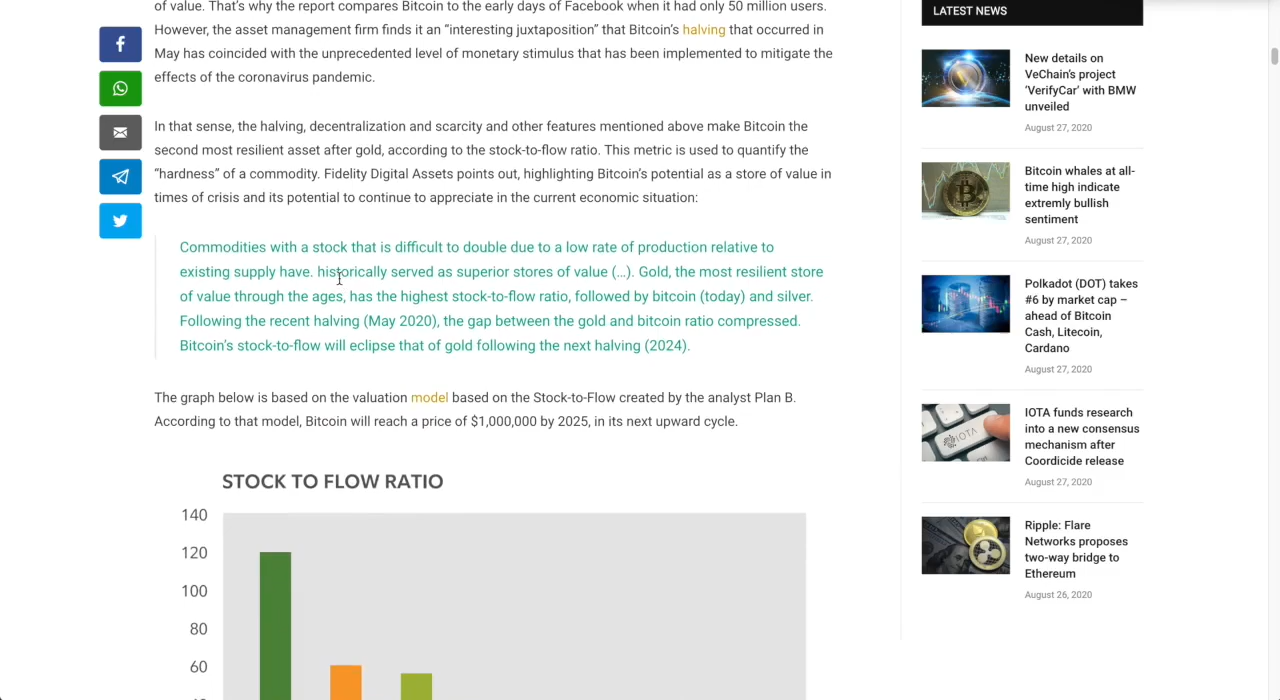 of value. That's why the report compares Bitcoin to the early days of Facebook when it had only 50 million users.
However, the asset management firm finds it an “interesting juxtaposition” that Bitcoin's halving that occurred in
May has coincided with the unprecedented level of monetary stimulus that has been implemented to mitigate the
effects of the coronavirus pandemic.
In that sense, the halving, decentralization and scarcity and other features mentioned above make Bitcoin the
second most resilient asset after gold, according to the stock-to-flow ratio. This metric is used to quantify the
“hardness” of a commodity. Fidelity Digital Assets points out, highlighting Bitcoin's potential as a store of value in
times of crisis and its potential to continue to appreciate in the current economic situation:
Commodities with a stock that is difficult to double due to a low rate of production relative to
existing supply have. historically served as superior stores of value (…). Gold, the most resilient store
of value through the ages, has the highest stock-to-flow ratio, followed by bitcoin (today) and silver.
Following the recent halving (May 2020), the gap between the gold and bitcoin ratio compressed.
Bitcoin's stock-to-flow will eclipse that of gold following the next halving (2024).
The graph below is based on the valuation model based on the Stock-to-Flow created by the analyst Plan B.
According to that model, Bitcoin will reach a price of $1,000,000 by 2025, in its next upward cycle.
STOCK TO FLOW RATIO
140
120
100
80
60
LATEST NEWS
New details on
VeChain's project
‘VerifyCar’ with BMW
unveiled
August 27, 2020
Bitcoin whales at all-
time high indicate
extremly bullish
sentiment
August 27, 2020
Polkadot (DOT) takes
#6 by market cap –
ahead of Bitcoin
Cash, Litecoin,
Cardano
August 27, 2020
IOTA
IOTA funds research
into a new consensus
mechanism after
Coordicide release
August 27, 2020
Ripple: Flare
Networks proposes
two-way bridge to
Ethereum
August 26, 2020